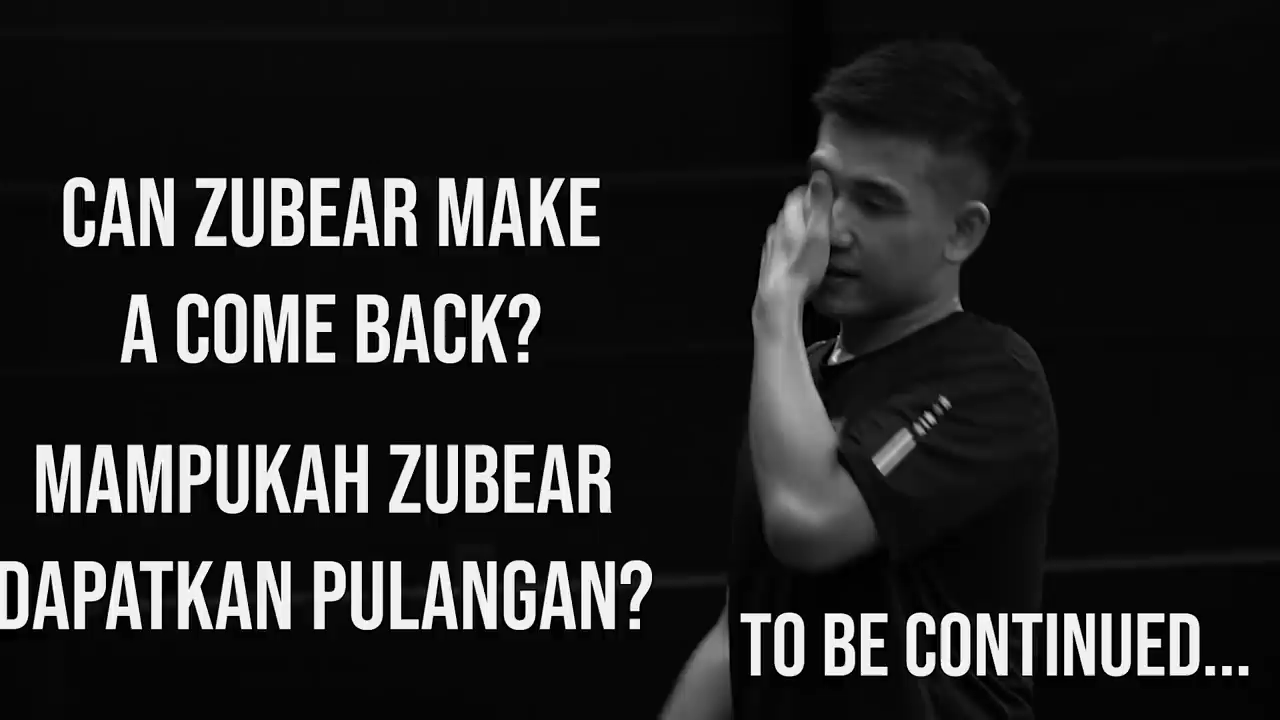 CAN ZUBEAR MAKE
A COME BACK?
MAMPUKAH ZUBEAR
DAPATKAN PULANGAN?
TO BE CONTINUED...